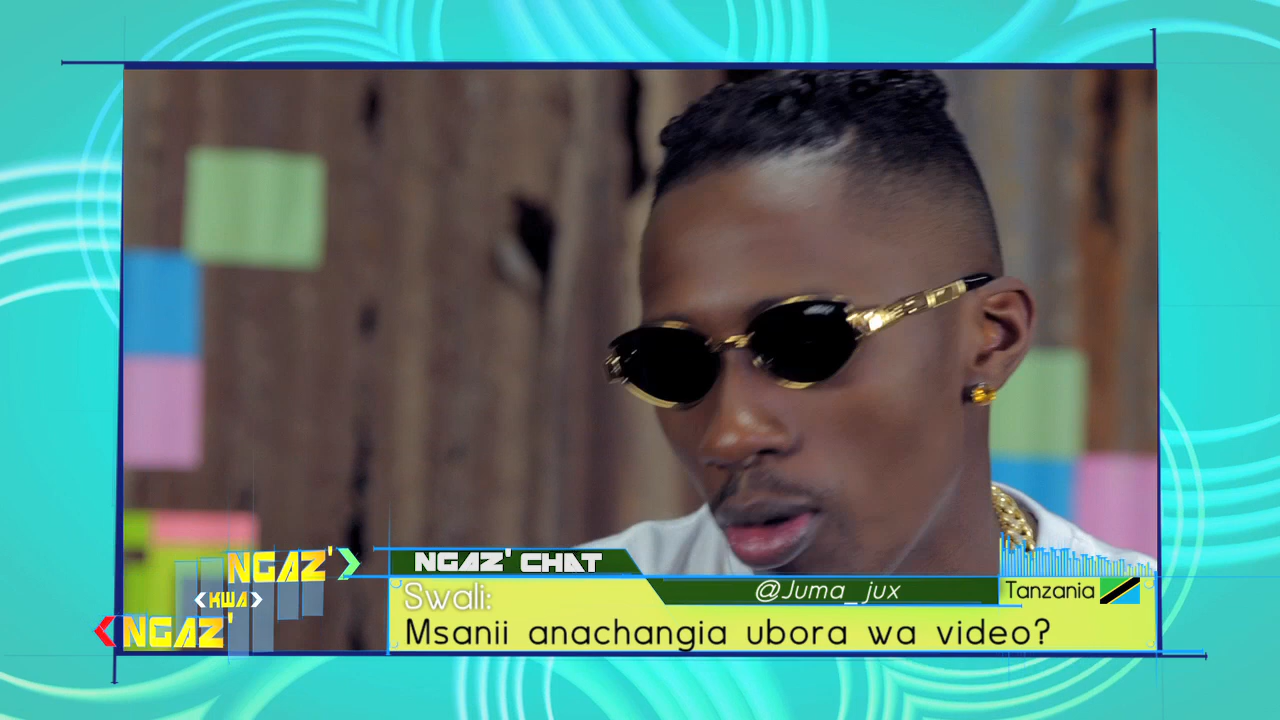 NGAZ'
KWA
NGAZ'
NGAZ' CHAT
@Juma_jux
Tanzania
Swali:
Msanii anachangia ubora wa video?